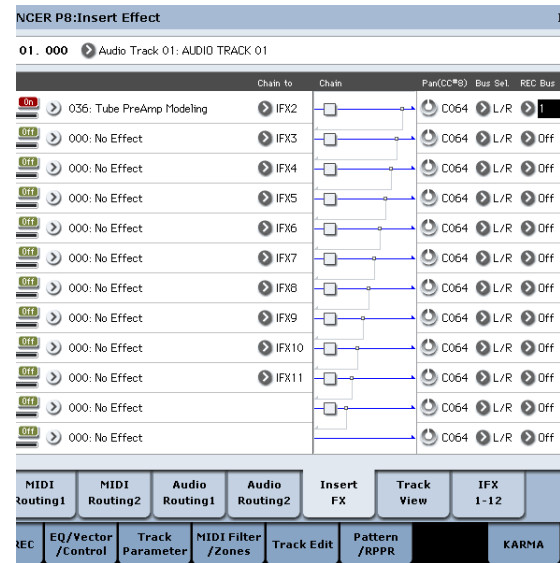 NCER P8:Insert Effect
01. 000 Audio Track 01: AUDIO TRACK 01
Chain to Chain Pan(CC#8) Bus Sel. REC Bus
On 036: Tube PreAmp Modeling IFX2 C064 L/R 1
Off 000: No Effect IFX3 C064 L/R Off
Off 000: No Effect IFX4 C064 L/R Off
Off 000: No Effect IFX5 C064 L/R Off
Off 000: No Effect IFX6 C064 L/R Off
Off 000: No Effect IFX7 C064 L/R Off
Off 000: No Effect IFX8 C064 L/R Off
Off 000: No Effect IFX9 C064 L/R Off
Off 000: No Effect IFX10 C064 L/R Off
Off 000: No Effect IFX11 C064 L/R Off
Off 000: No Effect C064 L/R Off
Off 000: No Effect C064 L/R Off
MIDI Routing1 MIDI Routing2 Audio Routing1 Audio Routing2 Insert FX Track View IFX 1-12
REC EQ/Vector /Control Track Parameter MIDI Filter /Zones Track Edit Pattern /RPPR KARMA